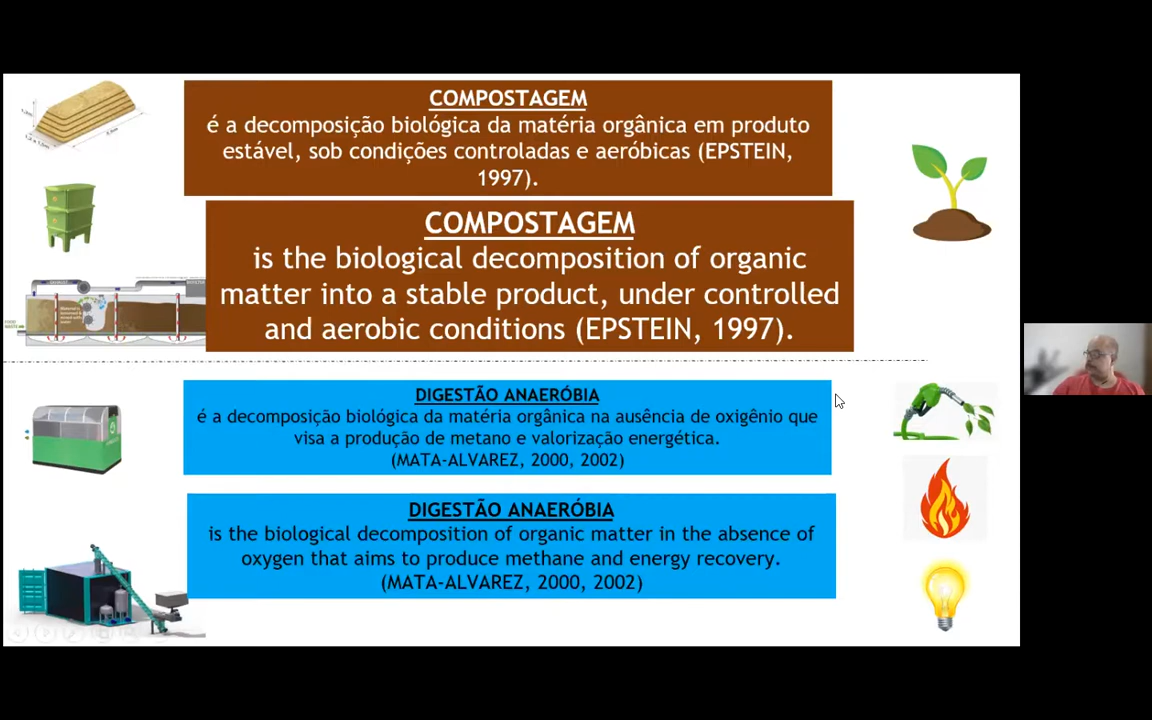 COMPOSTAGEM
é a decomposição biológica da matéria orgânica em produto
estável, sob condições controladas e aeróbicas (EPSTEIN,
1997).
COMPOSTAGEM
is the biological decomposition of organic
matter into a stable product, under controlled
and aerobic conditions (EPSTEIN, 1997).
DIGESTÃO ANAERÓBIA
é a decomposição biológica da matéria orgânica na ausência de oxigênio que
visa a produção de metano e valorização energética.
(MATA-ALVAREZ, 2000, 2002)
DIGESTÃO ANAERÓBIA
is the biological decomposition of organic matter in the absence of
oxygen that aims to produce methane and energy recovery.
(MATA-ALVAREZ, 2000, 2002)